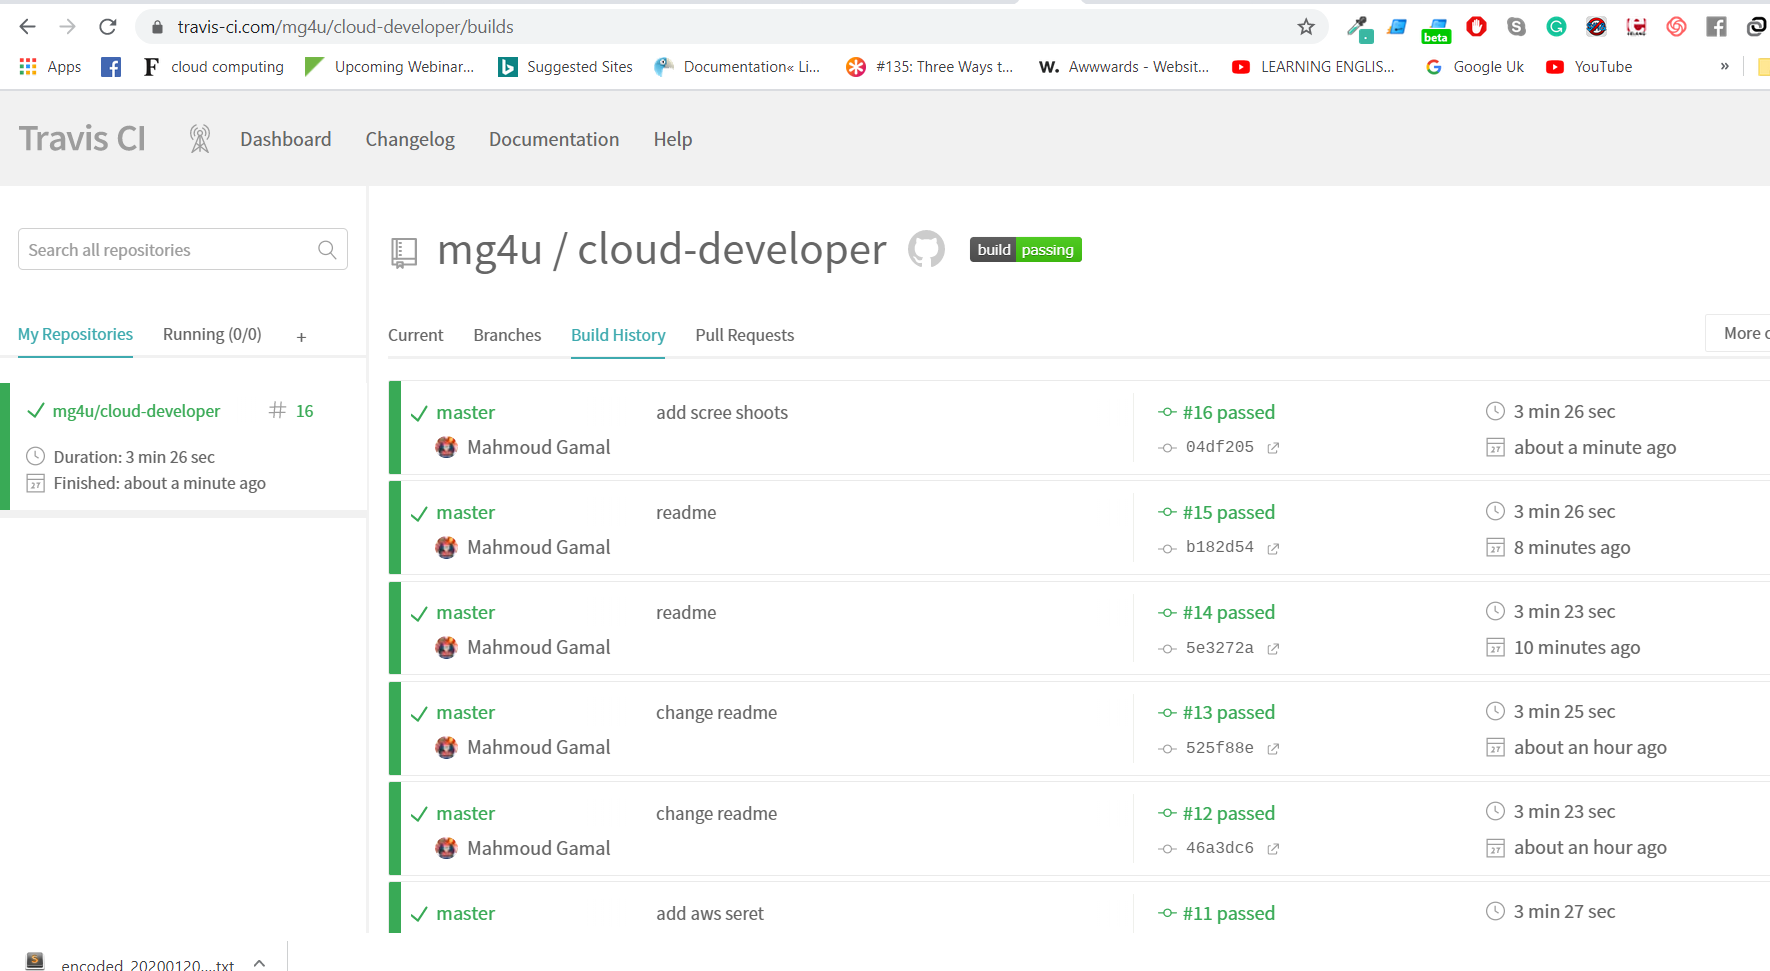 travis-ci.com/mg4u/cloud-developer/builds
beta
Apps
cloud computing
Upcoming Webinar...
Suggested Sites
Documentation« Li...
#135: Three Ways t...
W. Awwwards - Websit...
LEARNING ENGLIS...
Google Uk
YouTube
»
Travis CI
Dashboard
Changelog
Documentation
Help
Search all repositories
mg4u / cloud-developer
build passing
My Repositories
Running (0/0)
+
Current
Branches
Build History
Pull Requests
More
mg4u/cloud-developer
# 16
Duration: 3 min 26 sec
Finished: about a minute ago
master
add scree shoots
#16 passed
3 min 26 sec
Mahmoud Gamal
04df205
about a minute ago
master
readme
#15 passed
3 min 26 sec
Mahmoud Gamal
b182d54
8 minutes ago
master
readme
#14 passed
3 min 23 sec
Mahmoud Gamal
5e3272a
10 minutes ago
master
change readme
#13 passed
3 min 25 sec
Mahmoud Gamal
525f88e
about an hour ago
master
change readme
#12 passed
3 min 23 sec
Mahmoud Gamal
46a3dc6
about an hour ago
master
add aws seret
#11 passed
3 min 27 sec
encoded_20200120....txt